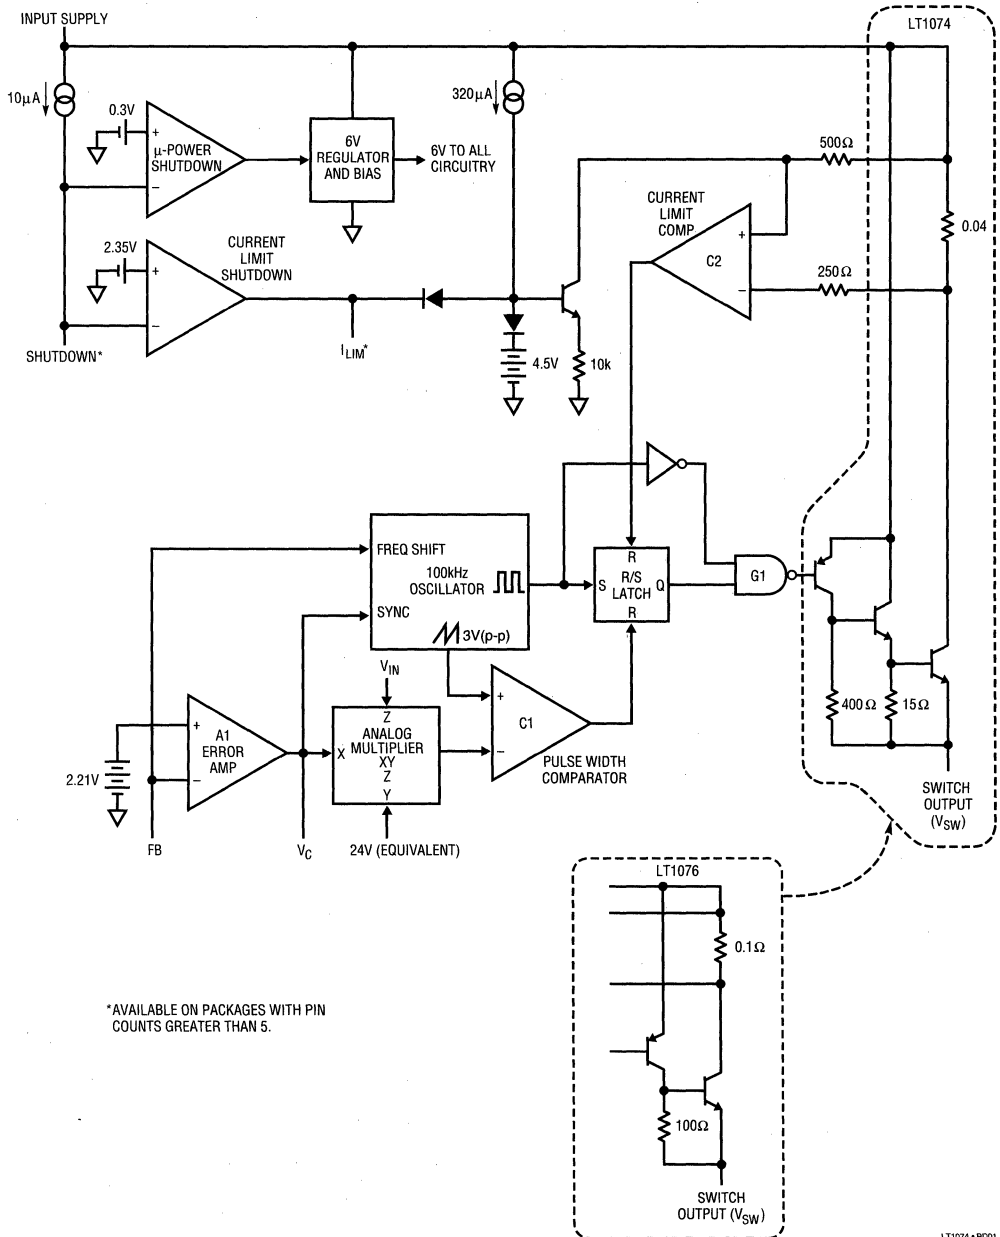 INPUT SUPPLY
LT1074
10µA
0.3V
+
µ-POWER
SHUTDOWN
−
6V
REGULATOR
AND BIAS
6V TO ALL
CIRCUITRY
320µA
500Ω
0.04
CURRENT
LIMIT
COMP
+
C2
−
250Ω
2.35V
+
−
CURRENT
LIMIT
SHUTDOWN
SHUTDOWN*
I_LIM*
4.5V
10k
FREQ SHIFT
100kHz
OSCILLATOR
SYNC
3V(p-p)
R
S
R/S
LATCH
Q
R
G1
400Ω
15Ω
SWITCH
OUTPUT
(V_SW)
V_IN
Z
ANALOG
MULTIPLIER
X
XY
Z
Y
24V (EQUIVALENT)
+
C1
−
PULSE WIDTH
COMPARATOR
+
A1
ERROR
AMP
−
2.21V
FB
V_C
LT1076
0.1Ω
100Ω
SWITCH
OUTPUT (V_SW)
*AVAILABLE ON PACKAGES WITH PIN
COUNTS GREATER THAN 5.
LT1074 • BD01